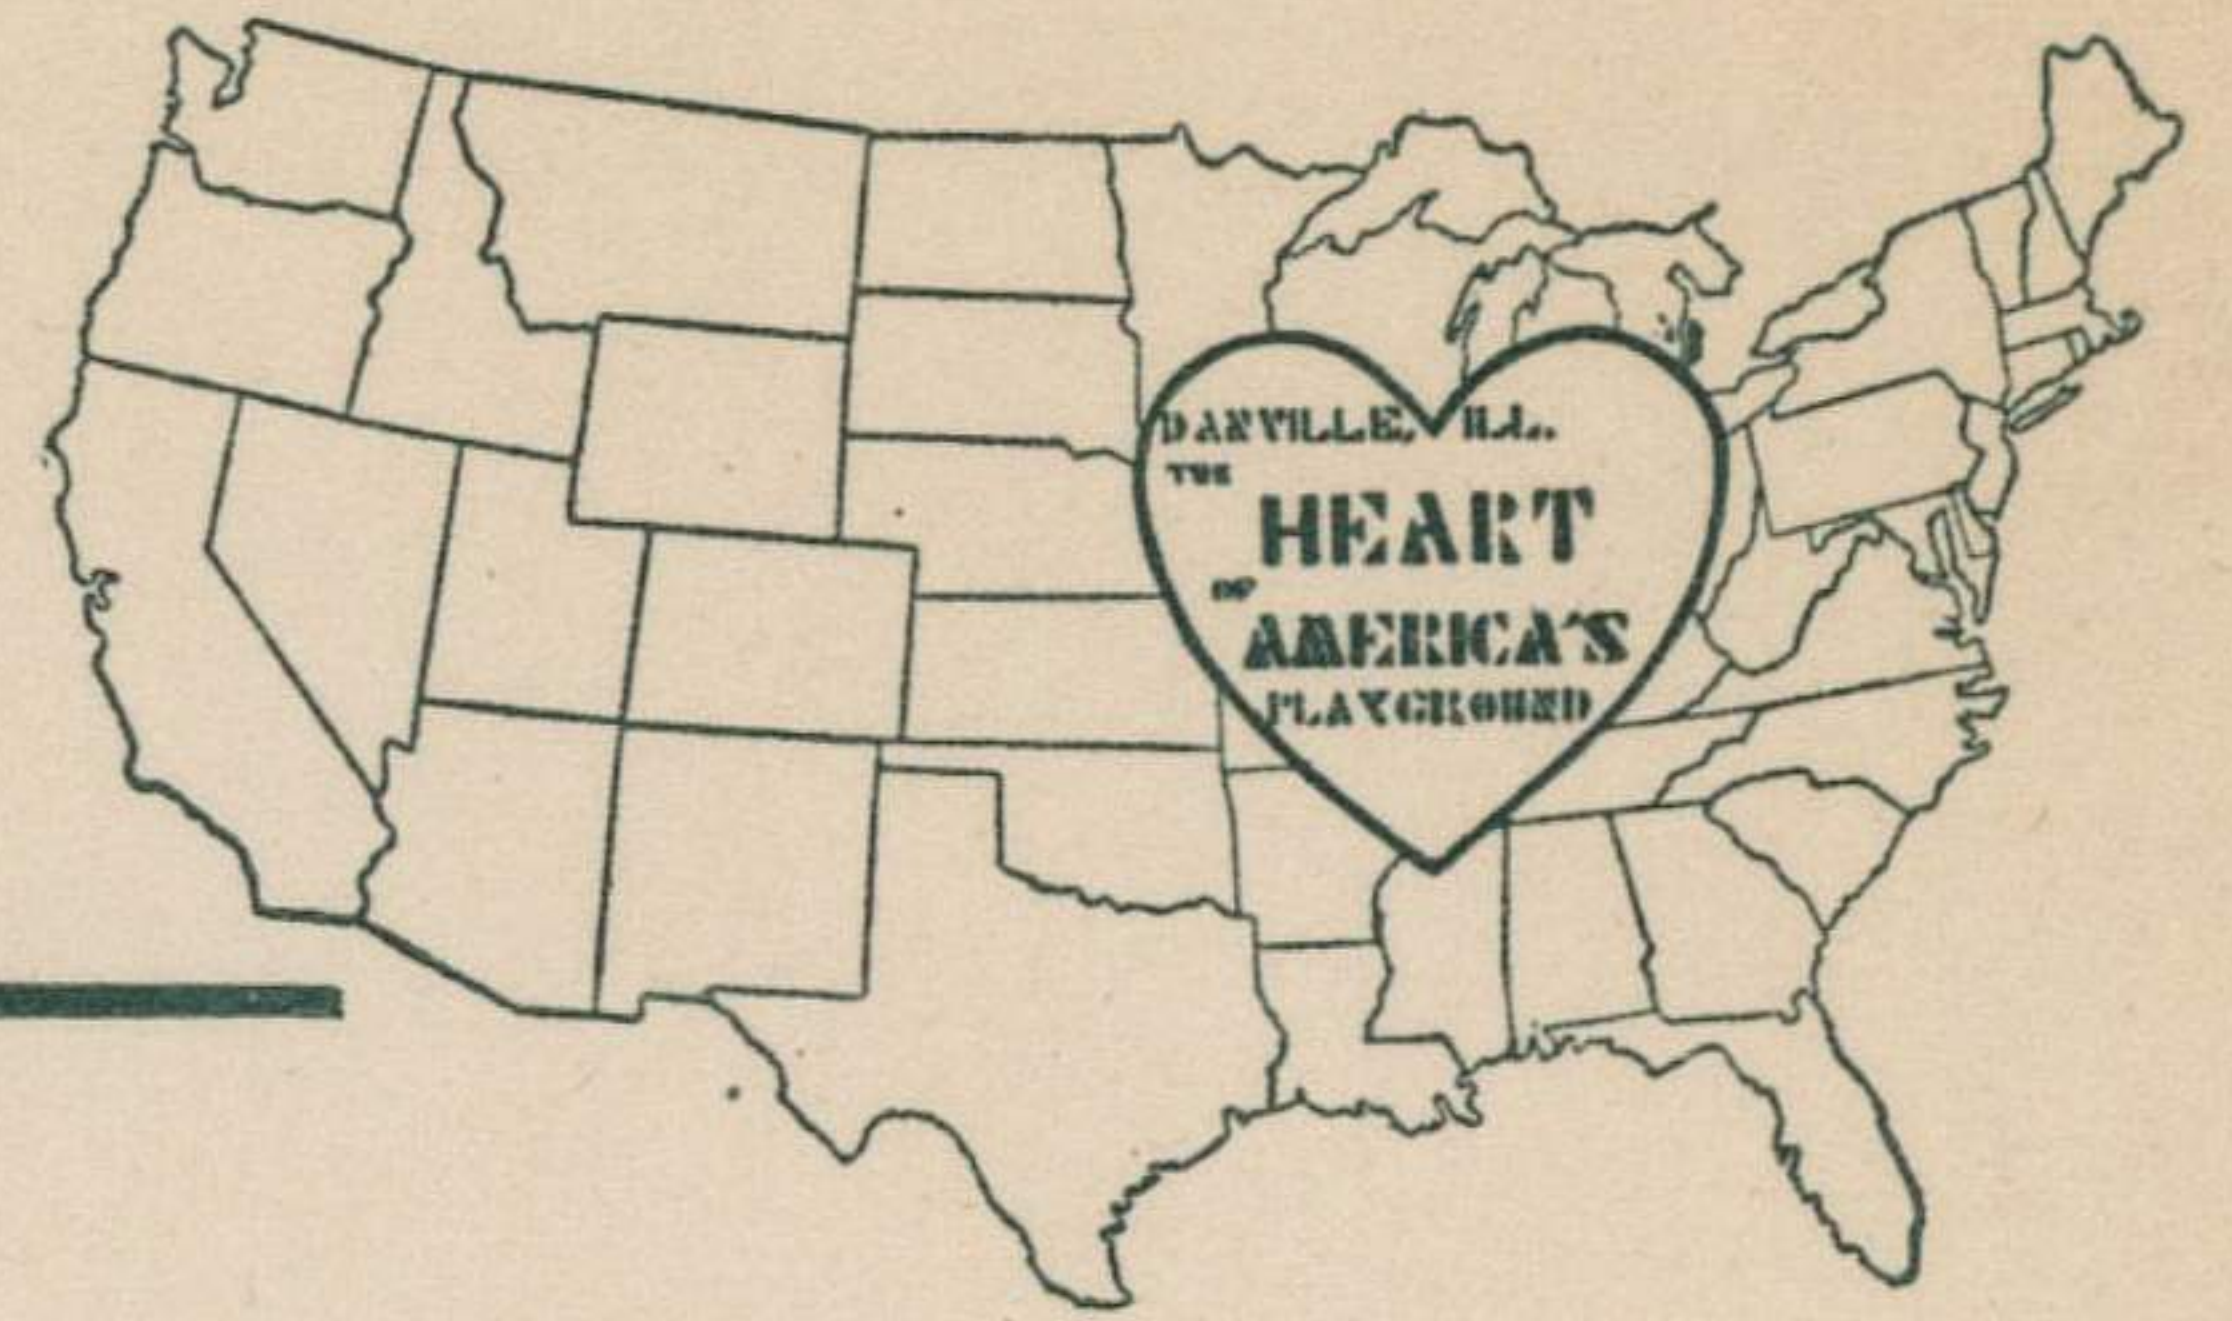 DANVILLE, ILL.
THE
HEART
OF
AMERICA'S
PLAYGROUND